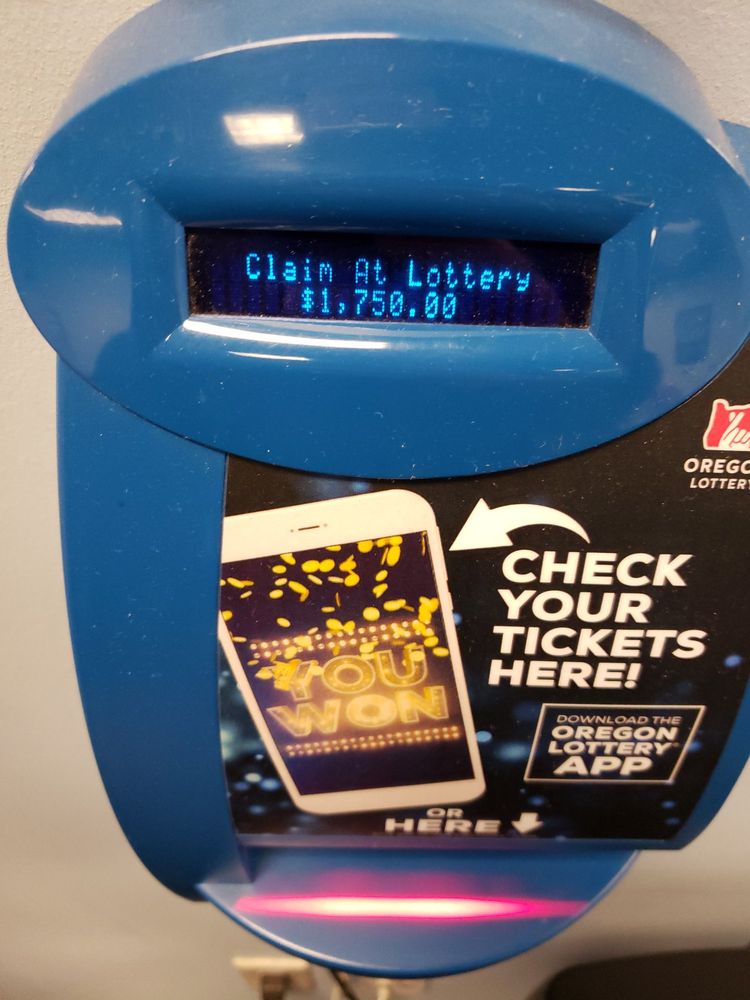 Claim At Lottery
$1,750.00
LOTTERY
CHECK
YOUR
TICKETS
HERE!
YOU
WON
DOWNLOAD THE
OREGON
LOTTERY
APP
OR
HERE